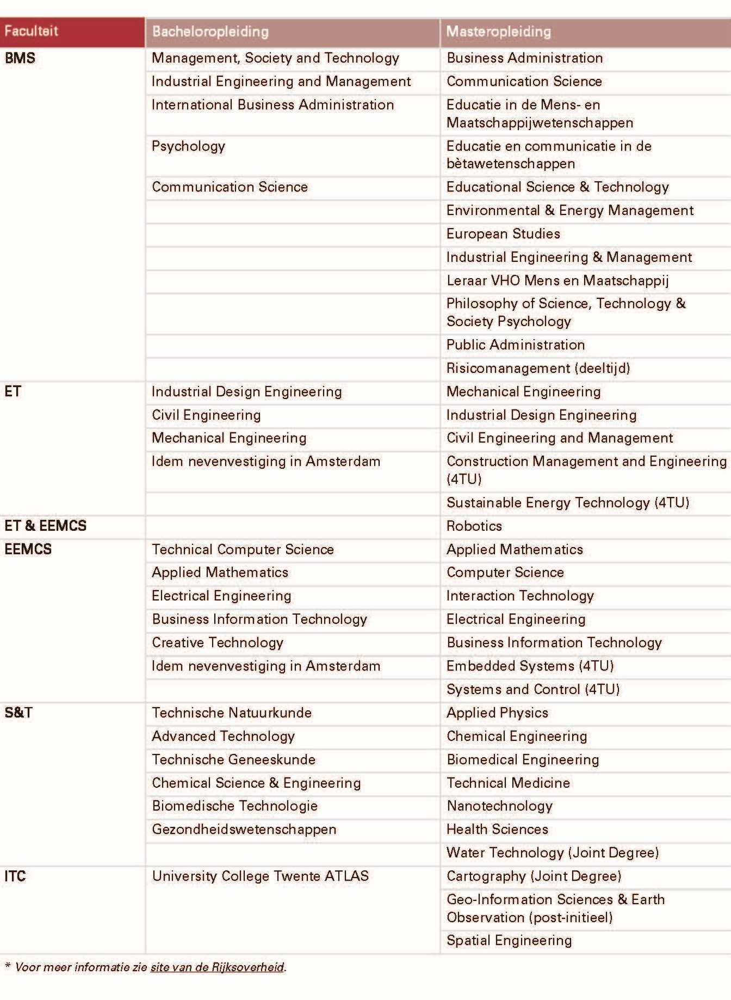 Faculteit Bacheloropleiding Masteropleiding
BMS Management, Society and Technology Business Administration
Industrial Engineering and Management Communication Science
International Business Administration Educatie in de Mens- en
Maatschappijwetenschappen
Psychology Educatie en communicatie in de
bètawetenschappen
Communication Science Educational Science & Technology
Environmental & Energy Management
European Studies
Industrial Engineering & Management
Leraar VHO Mens en Maatschappij
Philosophy of Science, Technology &
Society Psychology
Public Administration
Risicomanagement (deeltijd)
ET Industrial Design Engineering Mechanical Engineering
Civil Engineering Industrial Design Engineering
Mechanical Engineering Civil Engineering and Management
Idem nevenvestiging in Amsterdam Construction Management and Engineering
(4TU)
Sustainable Energy Technology (4TU)
ET & EEMCS Robotics
EEMCS Technical Computer Science Applied Mathematics
Applied Mathematics Computer Science
Electrical Engineering Interaction Technology
Business Information Technology Electrical Engineering
Creative Technology Business Information Technology
Idem nevenvestiging in Amsterdam Embedded Systems (4TU)
Systems and Control (4TU)
S&T Technische Natuurkunde Applied Physics
Advanced Technology Chemical Engineering
Technische Geneeskunde Biomedical Engineering
Chemical Science & Engineering Technical Medicine
Biomedische Technologie Nanotechnology
Gezondheidswetenschappen Health Sciences
Water Technology (Joint Degree)
ITC University College Twente ATLAS Cartography (Joint Degree)
Geo-Information Sciences & Earth
Observation (post-initieel)
Spatial Engineering
* Voor meer informatie zie site van de Rijksoverheid.